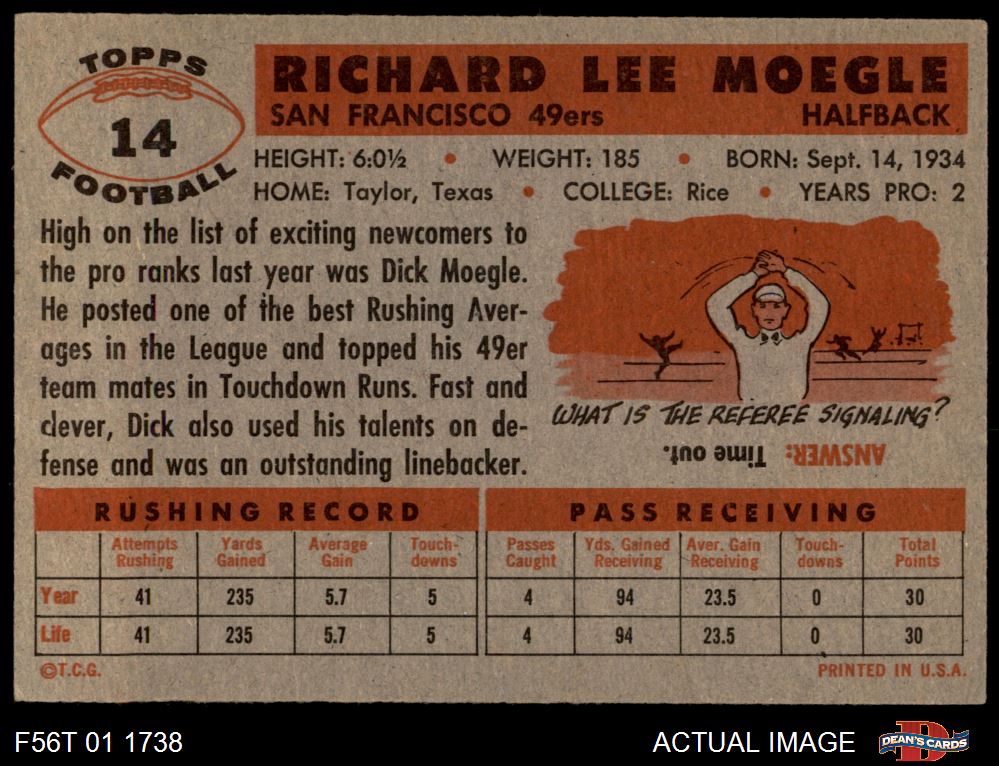 TOPPS
14
FOOTBALL
RICHARD LEE MOEGLE
SAN FRANCISCO 49ers HALFBACK
HEIGHT: 6:0½ • WEIGHT: 185 • BORN: Sept. 14, 1934
HOME: Taylor, Texas • COLLEGE: Rice • YEARS PRO: 2
High on the list of exciting newcomers to
the pro ranks last year was Dick Moegle.
He posted one of the best Rushing Aver-
ages in the League and topped his 49er
team mates in Touchdown Runs. Fast and
clever, Dick also used his talents on de-
fense and was an outstanding linebacker.
WHAT IS THE REFEREE SIGNALING?
ANSWER: Time out.
RUSHING RECORD
Attempts Rushing Yards Gained Average Gain Touch-downs
Year 41 235 5.7 5
Life 41 235 5.7 5
PASS RECEIVING
Passes Caught Yds. Gained Receiving Aver. Gain Receiving Touch-downs Total Points
4 94 23.5 0 30
4 94 23.5 0 30
©T.C.G. PRINTED IN U.S.A.
F56T 01 1738 ACTUAL IMAGE DEAN'S CARDS